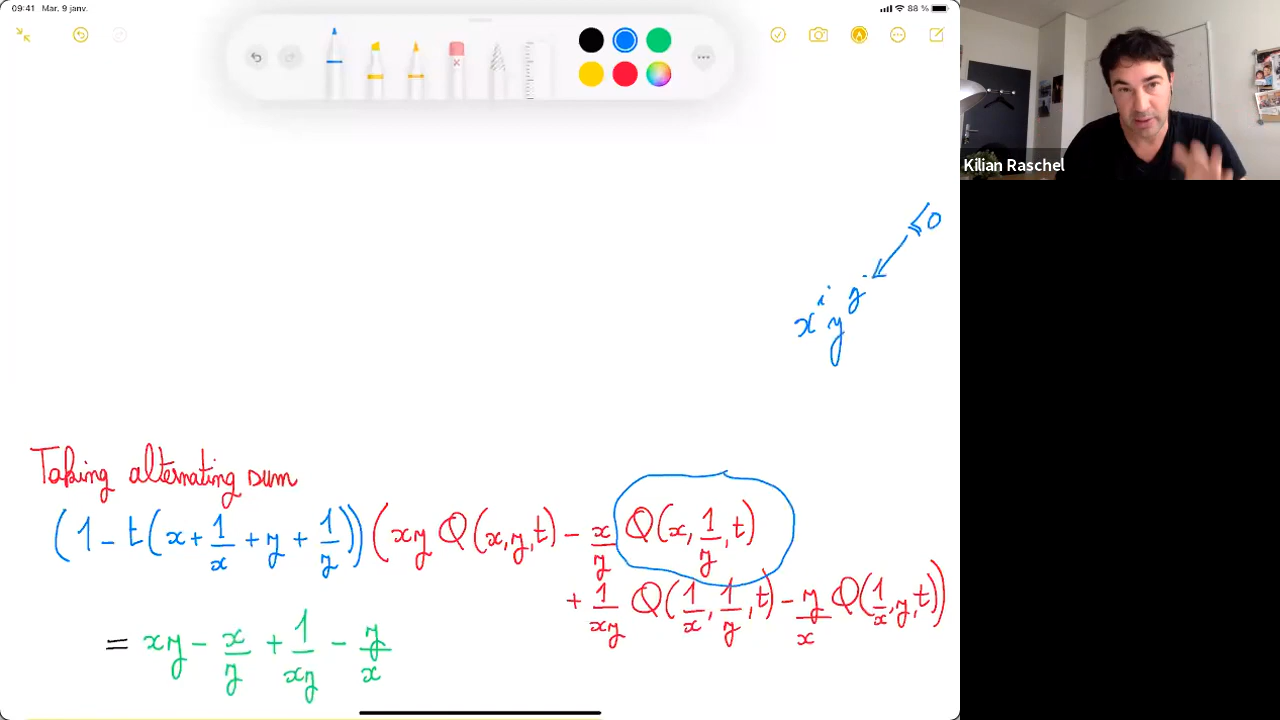 09:41 Mar. 9 janv.
88 %
Kilian Raschel
≤0
x^i y^j
Taking alternating sum
(1 - t(x + 1/x + y + 1/y)) (xy Q(x, y, t) - x/y Q(x, 1/y, t)
+ 1/xy Q(1/x, 1/y, t) - y/x Q(1/x, y, t))
= xy - x/y + 1/xy - y/x